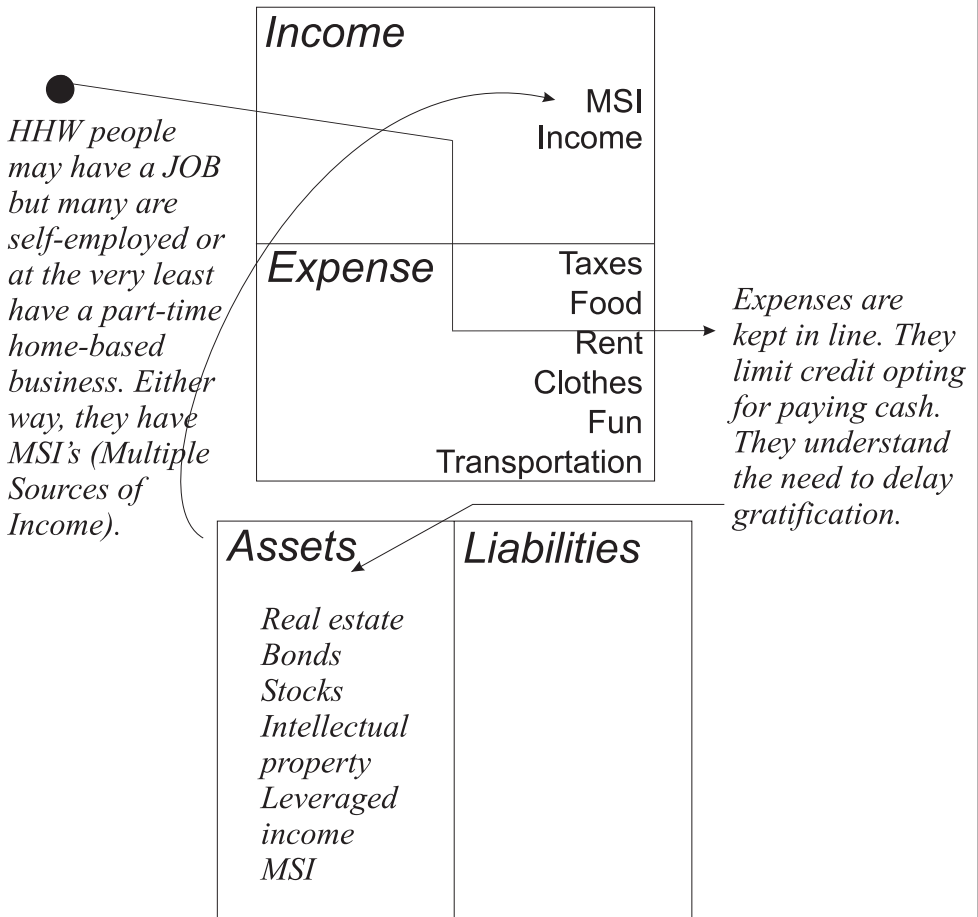 Income
MSI
Income
HHW people
may have a JOB
but many are
self-employed or
at the very least
have a part-time
home-based
business. Either
way, they have
MSI's (Multiple
Sources of
Income).
Expense
Taxes
Food
Rent
Clothes
Fun
Transportation
Expenses are
kept in line. They
limit credit opting
for paying cash.
They understand
the need to delay
gratification.
Assets
Real estate
Bonds
Stocks
Intellectual
property
Leveraged
income
MSI
Liabilities